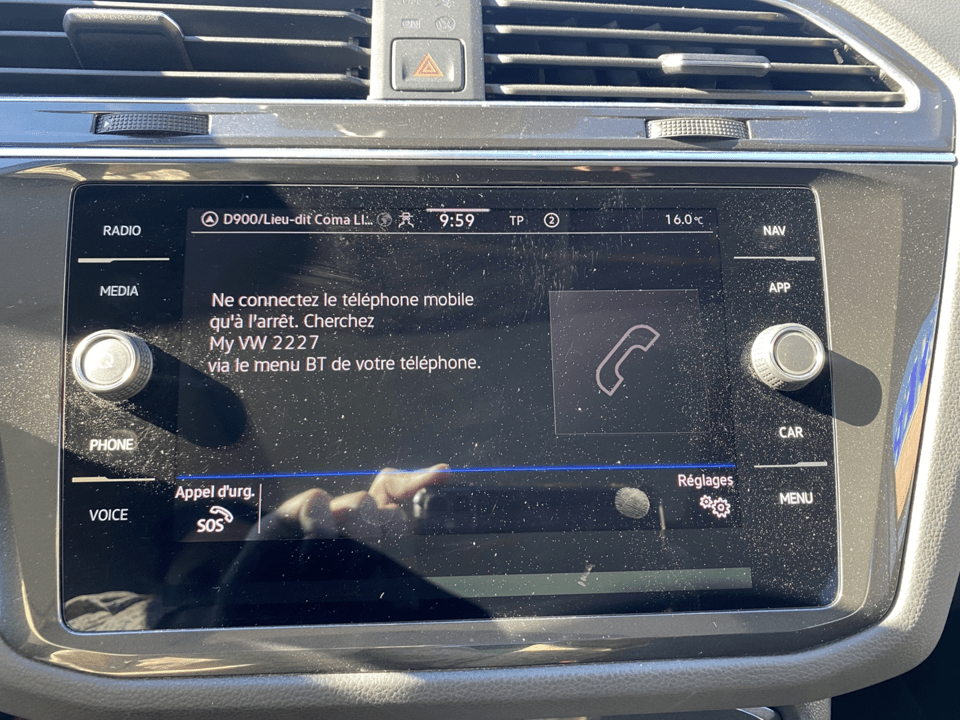 D900/Lieu-dit Coma Ll... 9:59 TP 2 16.0°C
RADIO
MEDIA
PHONE
VOICE
Ne connectez le téléphone mobile
qu'à l'arrêt. Cherchez
My VW 2227
via le menu BT de votre téléphone.
Appel d'urg.
SOS
Réglages
NAV
APP
CAR
MENU